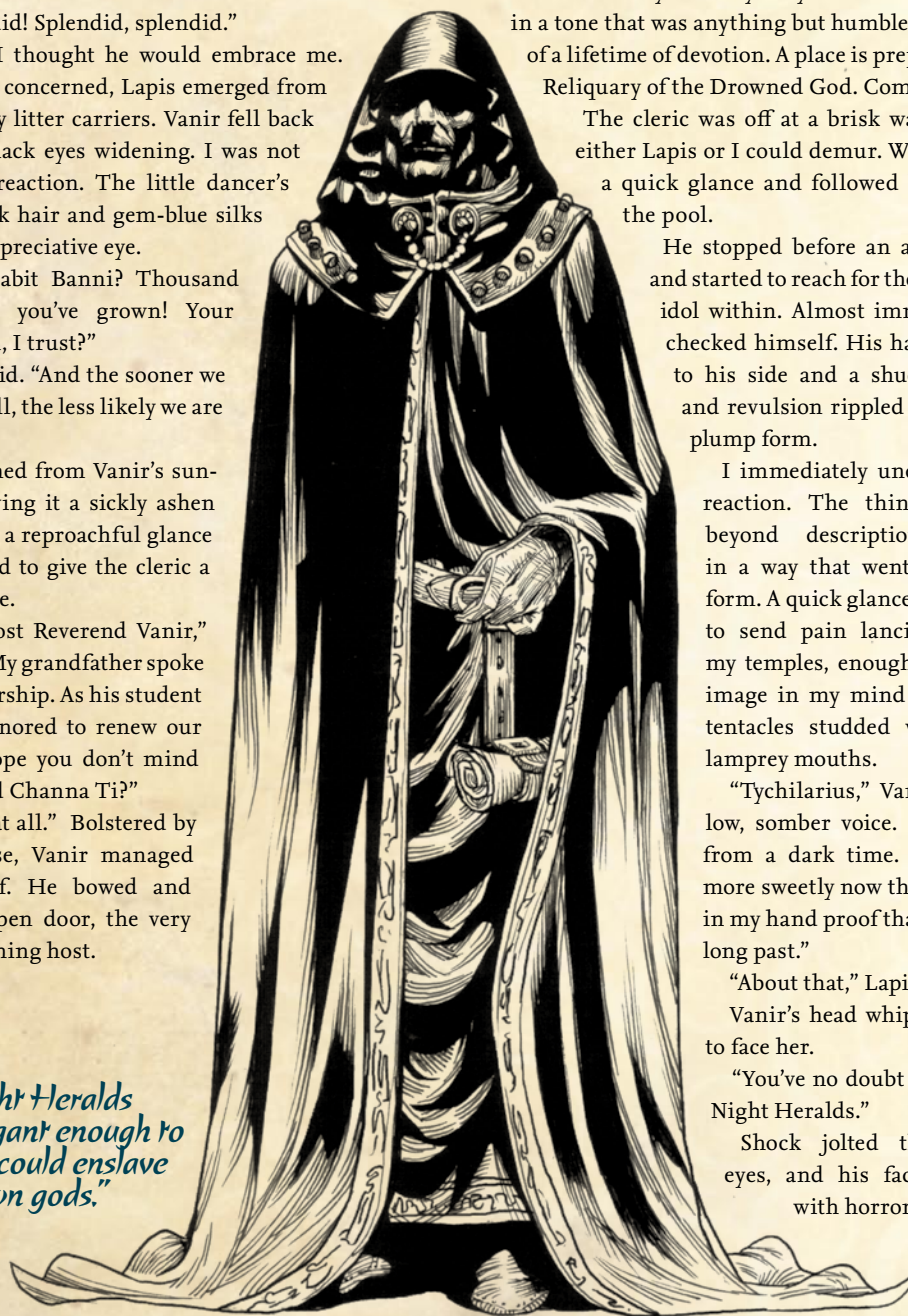 id! Splendid, splendid.”
I thought he would embrace me.
concerned, Lapis emerged from
y litter carriers. Vanir fell back
lack eyes widening. I was not
reaction. The little dancer's
k hair and gem-blue silks
preciative eye.
abit Banni? Thousand
you've grown! Your
, I trust?”
id. “And the sooner we
ll, the less likely we are
ned from Vanir's sun-
ving it a sickly ashen
a reproachful glance
d to give the cleric a
e.
ost Reverend Vanir,”
My grandfather spoke
rship. As his student
nored to renew our
ope you don't mind
d Channa Ti?”
t all.” Bolstered by
se, Vanir managed
f. He bowed and
pen door, the very
ning host.
ht Heralds
gant enough to
could enslave
on gods.”
in a tone that was anything but humble
of a lifetime of devotion. A place is prep
Reliquary of the Drowned God. Com
The cleric was off at a brisk wa
either Lapis or I could demur. W
a quick glance and followed
the pool.
He stopped before an a
and started to reach for the
idol within. Almost imm
checked himself. His ha
to his side and a shu
and revulsion rippled
plump form.
I immediately und
reaction. The thin
beyond descriptio
in a way that went
form. A quick glance
to send pain lanci
my temples, enough
image in my mind
tentacles studded w
lamprey mouths.
“Tychilarius,” Van
low, somber voice.
from a dark time.
more sweetly now th
in my hand proof tha
long past.”
“About that,” Lapi
Vanir's head whip
to face her.
“You've no doubt
Night Heralds.”
Shock jolted t
eyes, and his fac
with horror